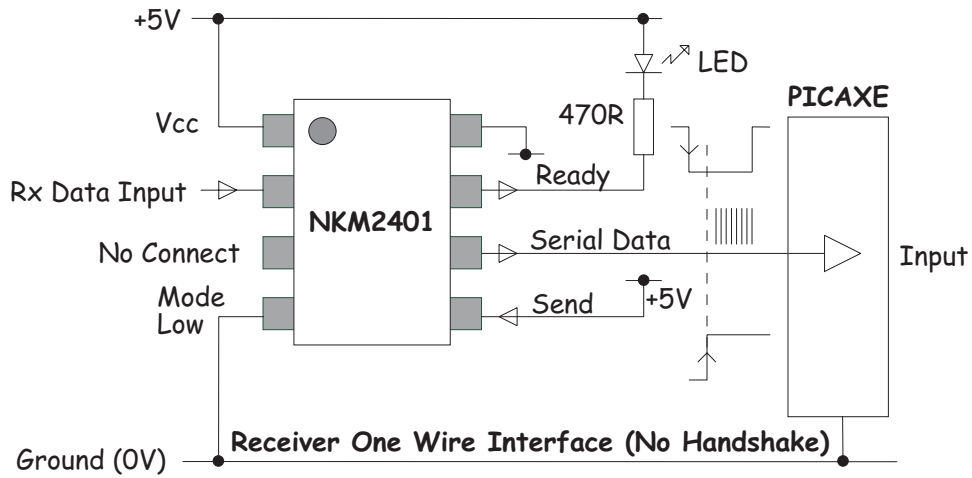 +5V
LED
PICAXE
Vcc
470R
Ready
Rx Data Input
NKM2401
No Connect
Serial Data
Input
Mode
Low
Send
+5V
Receiver One Wire Interface (No Handshake)
Ground (0V)